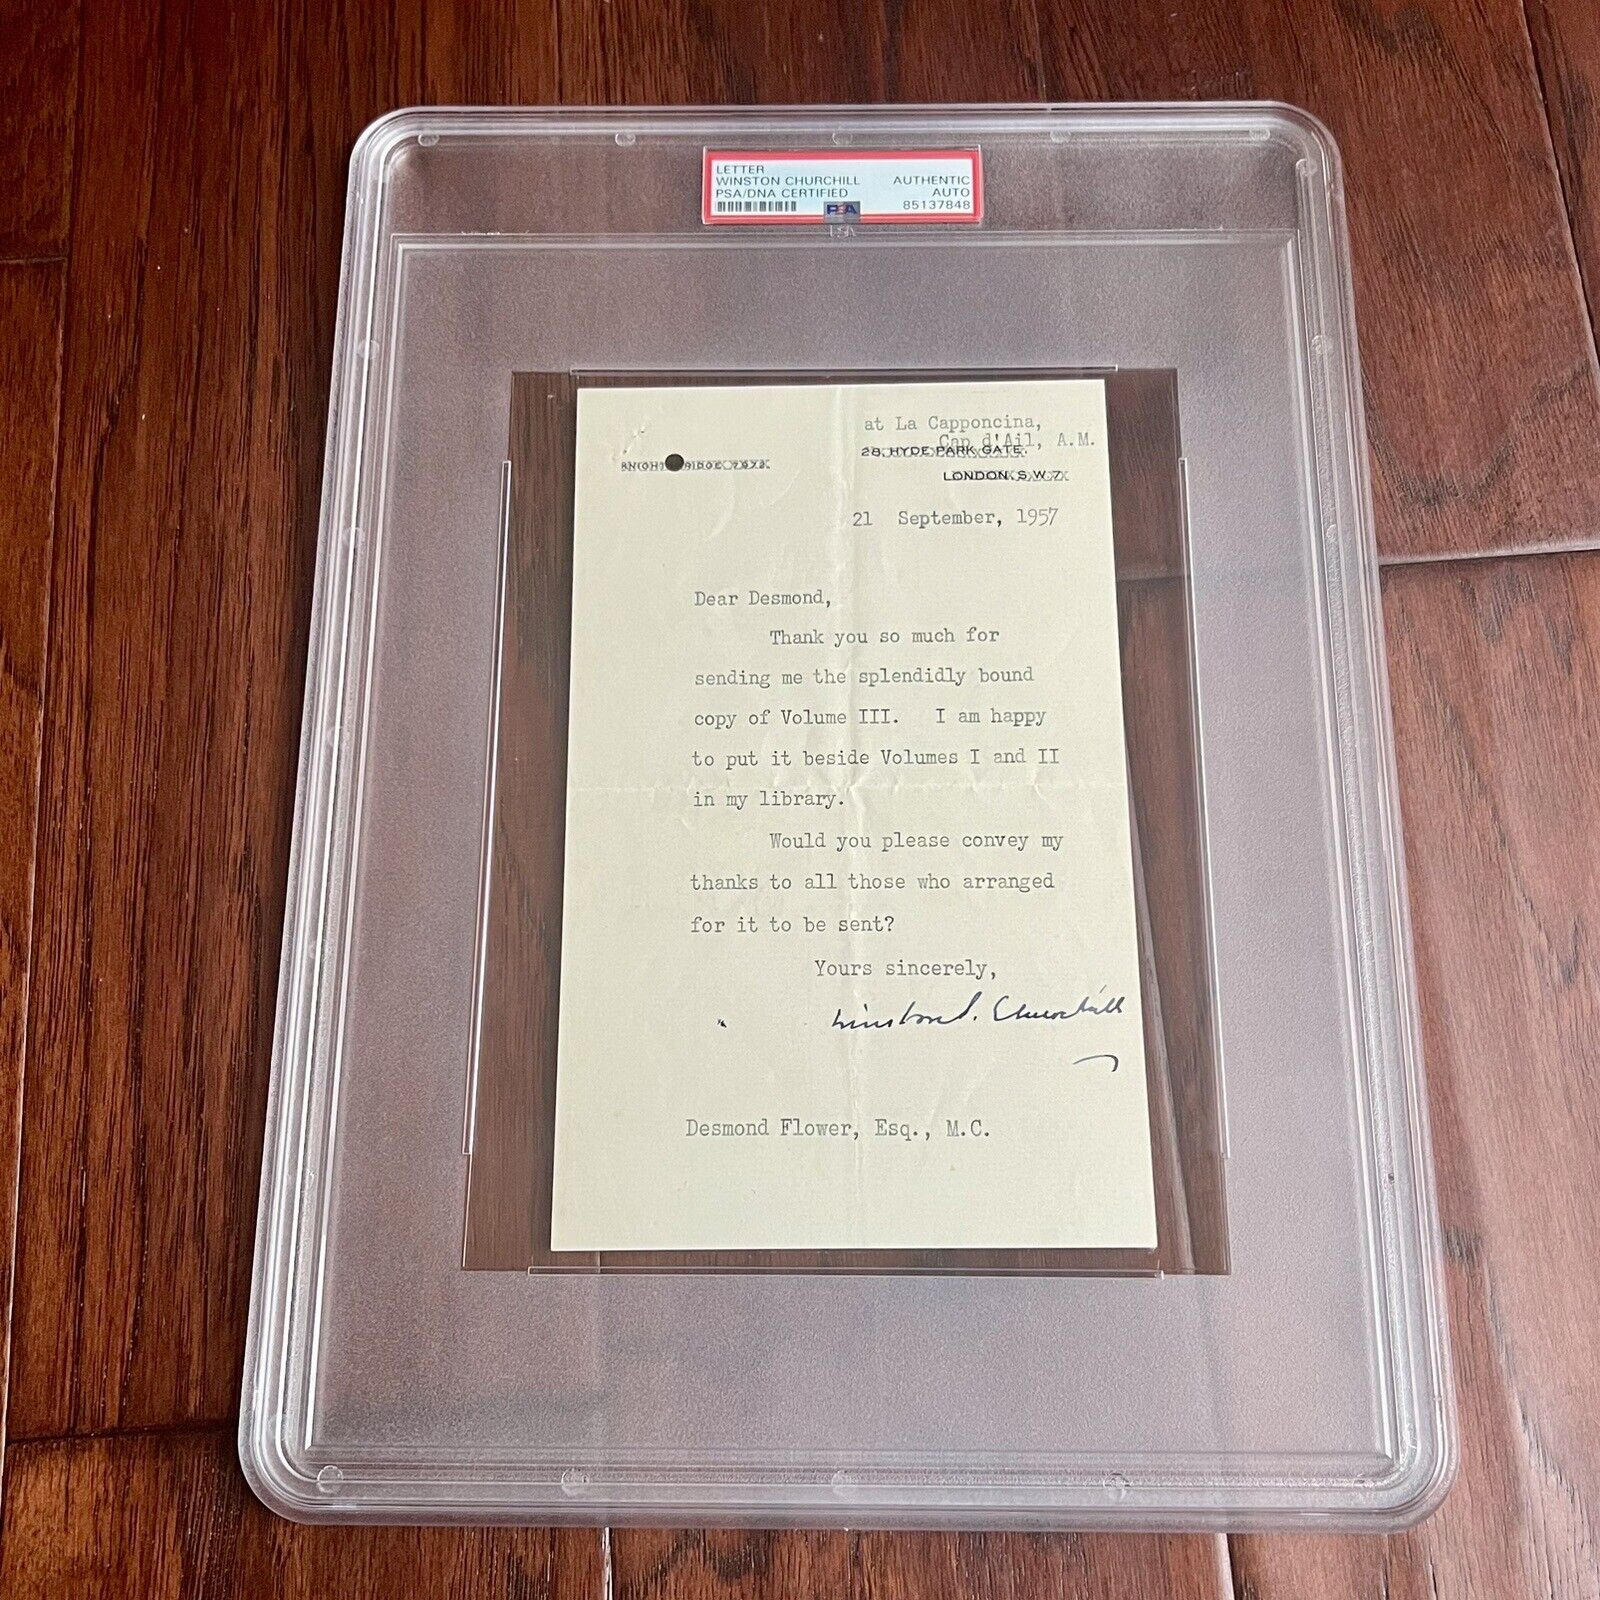 LETTER
WINSTON CHURCHILL AUTHENTIC
PSA/DNA CERTIFIED AUTO
PSA 85137848
PSA
at La Capponcina,
Cap d'Ail, A.M.
28, HYDE PARK GATE,
LONDON, S.W.7.
21 September, 1957
Dear Desmond,
Thank you so much for
sending me the splendidly bound
copy of Volume III. I am happy
to put it beside Volumes I and II
in my library.
Would you please convey my
thanks to all those who arranged
for it to be sent?
Yours sincerely,
Winston S. Churchill
Desmond Flower, Esq., M.C.